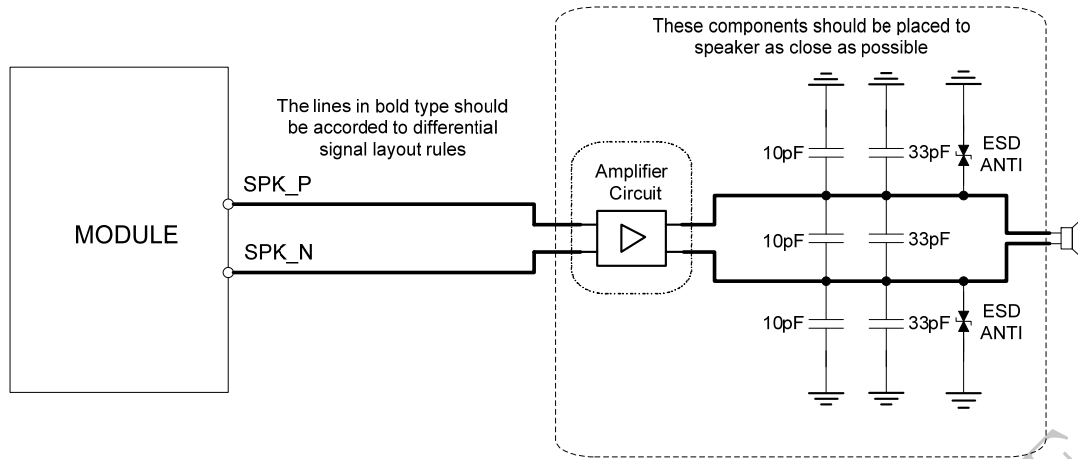 These components should be placed to
speaker as close as possible
The lines in bold type should
be accorded to differential
signal layout rules
MODULE
SPK_P
SPK_N
Amplifier
Circuit
10pF
33pF
ESD
ANTI
10pF
33pF
10pF
33pF
ESD
ANTI